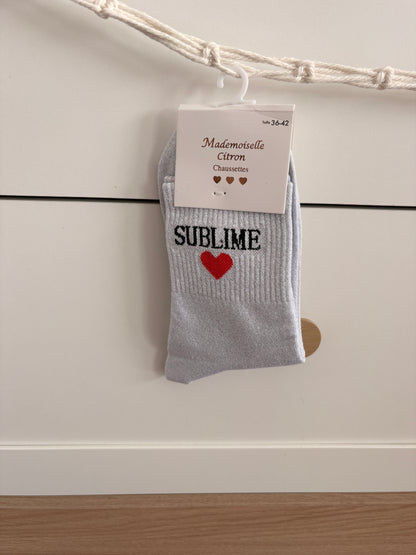 Taille 36-42
Mademoiselle
Citron
Chaussettes
SUBLIME